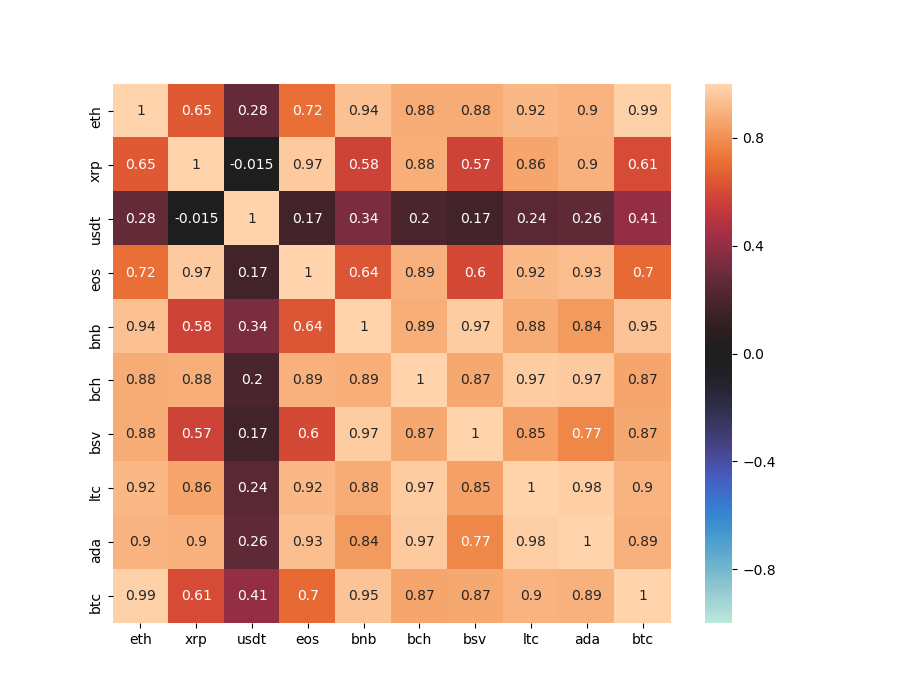 eth 1 0.65 0.28 0.72 0.94 0.88 0.88 0.92 0.9 0.99
xrp 0.65 1 -0.015 0.97 0.58 0.88 0.57 0.86 0.9 0.61
usdt 0.28 -0.015 1 0.17 0.34 0.2 0.17 0.24 0.26 0.41
eos 0.72 0.97 0.17 1 0.64 0.89 0.6 0.92 0.93 0.7
bnb 0.94 0.58 0.34 0.64 1 0.89 0.97 0.88 0.84 0.95
bch 0.88 0.88 0.2 0.89 0.89 1 0.87 0.97 0.97 0.87
bsv 0.88 0.57 0.17 0.6 0.97 0.87 1 0.85 0.77 0.87
ltc 0.92 0.86 0.24 0.92 0.88 0.97 0.85 1 0.98 0.9
ada 0.9 0.9 0.26 0.93 0.84 0.97 0.77 0.98 1 0.89
btc 0.99 0.61 0.41 0.7 0.95 0.87 0.87 0.9 0.89 1
eth xrp usdt eos bnb bch bsv ltc ada btc
0.8
0.4
0.0
−0.4
−0.8